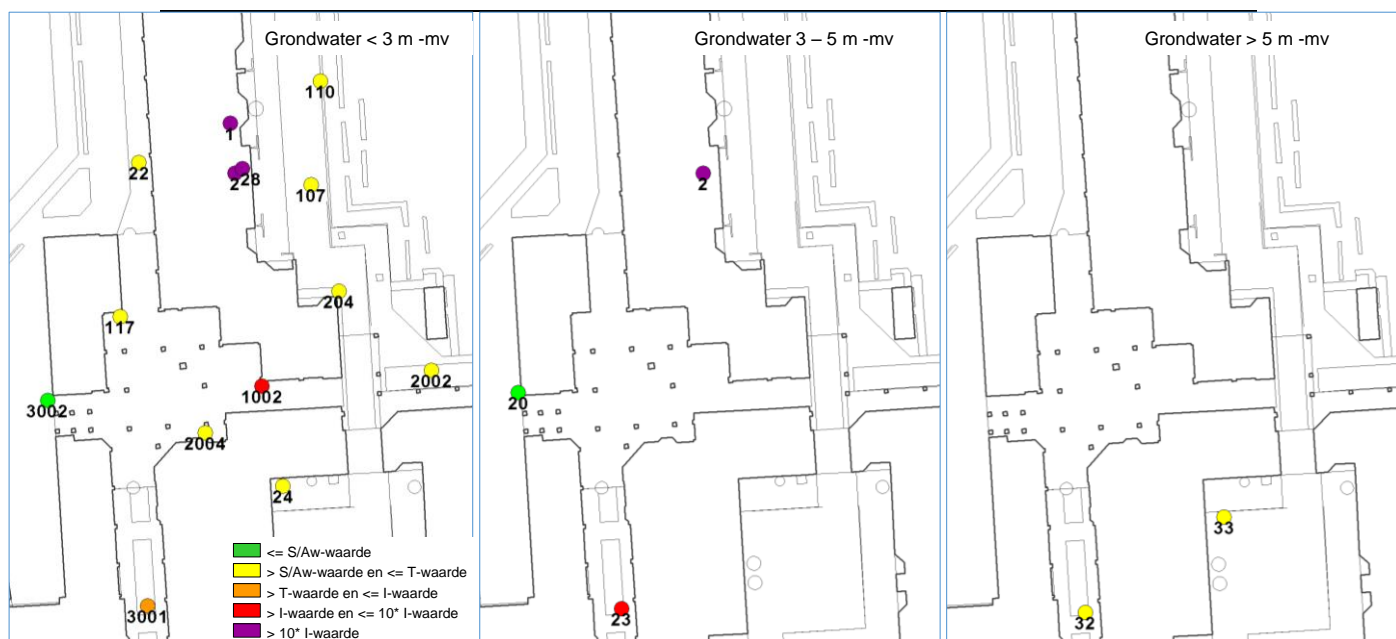 Grondwater < 3 m -mv
110
1
22
2
28
107
204
117
2002
1002
3002
2004
24
3001
<= S/Aw-waarde
> S/Aw-waarde en <= T-waarde
> T-waarde en <= I-waarde
> I-waarde en <= 10* I-waarde
> 10* I-waarde
Grondwater 3 – 5 m -mv
2
20
23
Grondwater > 5 m -mv
33
32